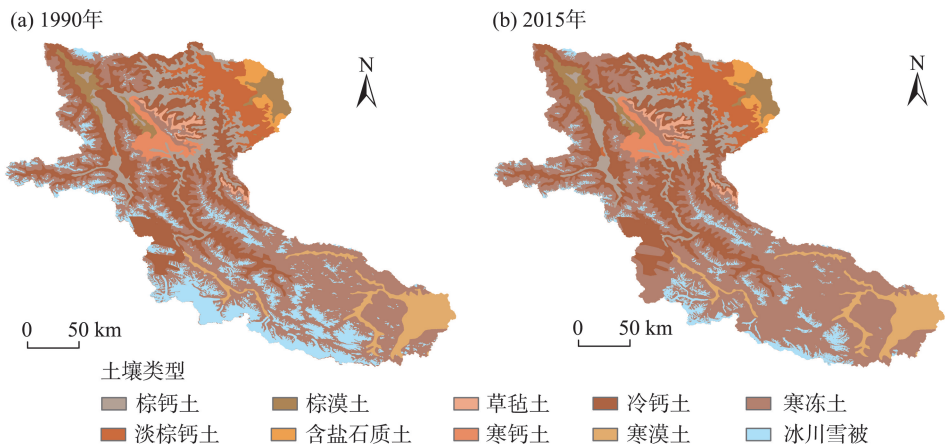 (a) 1990年
(b) 2015年
N
N
0 50 km
0 50 km
土壤类型
棕钙土 棕漠土 草毡土 冷钙土 寒冻土
淡棕钙土 含盐石质土 寒钙土 寒漠土 冰川雪被